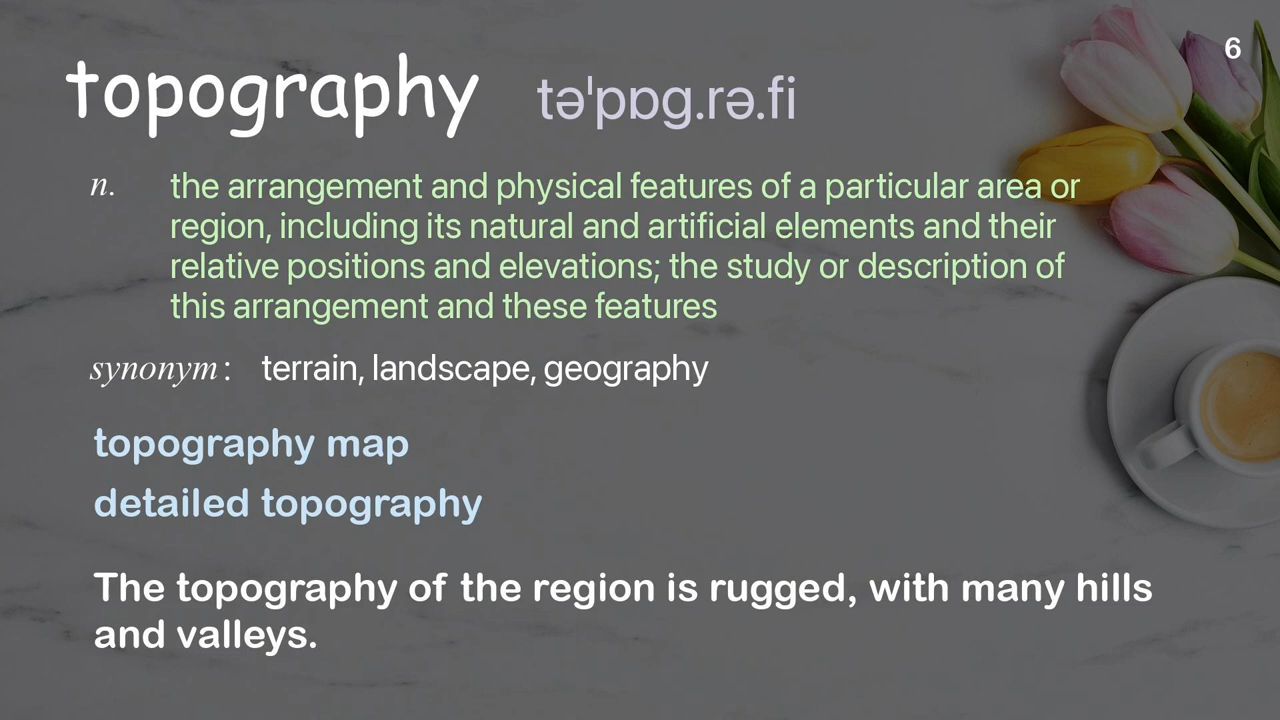 6
topography təˈpɒg.rə.fi
n. the arrangement and physical features of a particular area or
region, including its natural and artificial elements and their
relative positions and elevations; the study or description of
this arrangement and these features
synonym: terrain, landscape, geography
topography map
detailed topography
The topography of the region is rugged, with many hills
and valleys.